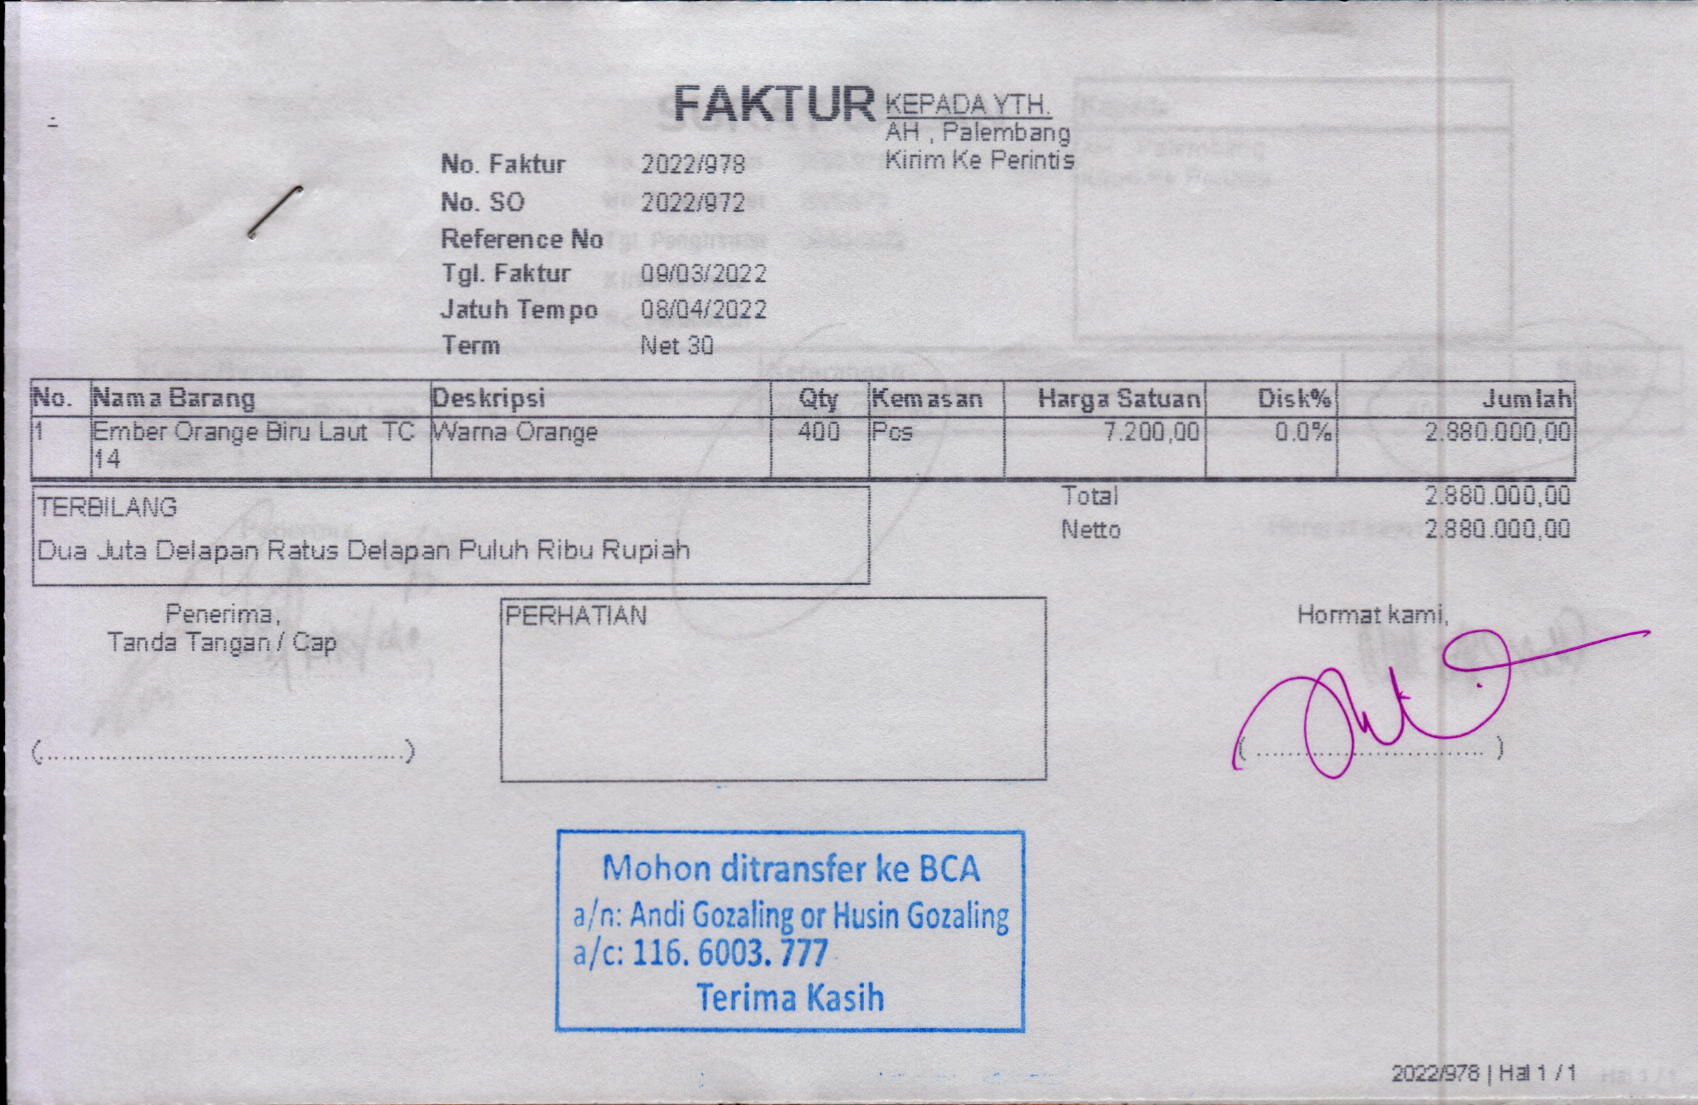 FAKTUR
KEPADA YTH.
AH , Palembang
Kirim Ke Perintis
No. Faktur 2022/978
No. SO 2022/972
Reference No
Tgl. Faktur 09/03/2022
Jatuh Tempo 08/04/2022
Term Net 30
No. Nama Barang Deskripsi Qty Kemasan Harga Satuan Disk% Jumlah
1 Ember Orange Biru Laut TC Warna Orange 400 Pcs 7.200,00 0.0% 2.880.000,00
14
TERBILANG
Dua Juta Delapan Ratus Delapan Puluh Ribu Rupiah
Total 2.880.000,00
Netto 2.880.000,00
Penerima,
Tanda Tangan / Cap
(................................................)
PERHATIAN
Hormat kami,
(................................)
Mohon ditransfer ke BCA
a/n: Andi Gozaling or Husin Gozaling
a/c: 116. 6003. 777
Terima Kasih
2022/978 | Hal 1 / 1